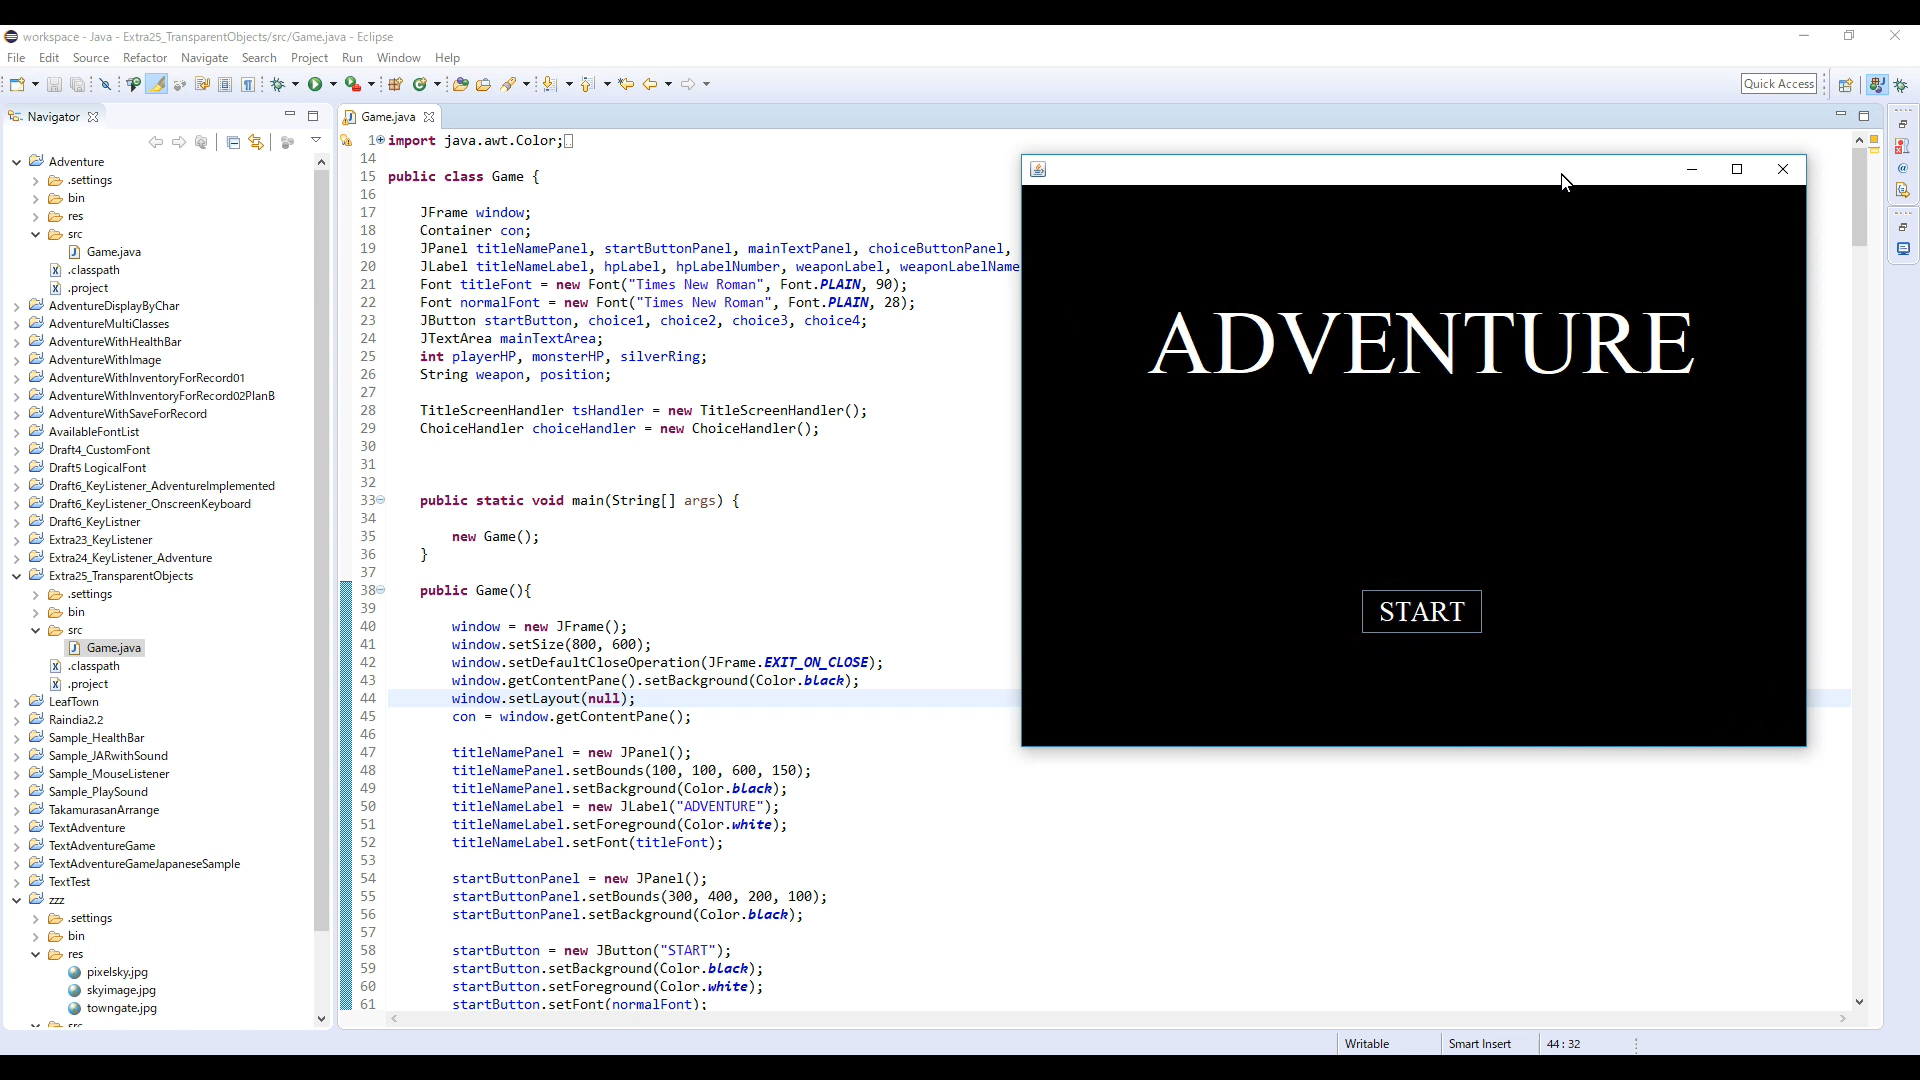 workspace - Java - Extra25_TransparentObjects/src/Game.java - Eclipse
File Edit Source Refactor Navigate Search Project Run Window Help
Quick Access
Navigator
Adventure
.settings
bin
res
src
Game.java
.classpath
.project
AdventureDisplayByChar
AdventureMultiClasses
AdventureWithHealthBar
AdventureWithImage
AdventureWithInventoryForRecord01
AdventureWithInventoryForRecord02PlanB
AdventureWithSaveForRecord
AvailableFontList
Draft4_CustomFont
Draft5 LogicalFont
Draft6_KeyListener_AdventureImplemented
Draft6_KeyListener_OnscreenKeyboard
Draft6_KeyListner
Extra23_KeyListener
Extra24_KeyListener_Adventure
Extra25_TransparentObjects
.settings
bin
src
Game.java
.classpath
.project
LeafTown
Raindia2.2
Sample_HealthBar
Sample_JARwithSound
Sample_MouseListener
Sample_PlaySound
TakamurasanArrange
TextAdventure
TextAdventureGame
TextAdventureGameJapaneseSample
TextTest
zzz
.settings
bin
res
pixelsky.jpg
skyimage.jpg
towngate.jpg
src
Game.java
1 import java.awt.Color;
14
15 public class Game {
16
17 JFrame window;
18 Container con;
19 JPanel titleNamePanel, startButtonPanel, mainTextPanel, choiceButtonPanel,
20 JLabel titleNameLabel, hpLabel, hpLabelNumber, weaponLabel, weaponLabelName
21 Font titleFont = new Font("Times New Roman", Font.PLAIN, 90);
22 Font normalFont = new Font("Times New Roman", Font.PLAIN, 28);
23 JButton startButton, choice1, choice2, choice3, choice4;
24 JTextArea mainTextArea;
25 int playerHP, monsterHP, silverRing;
26 String weapon, position;
27
28 TitleScreenHandler tsHandler = new TitleScreenHandler();
29 ChoiceHandler choiceHandler = new ChoiceHandler();
30
31
32
33 public static void main(String[] args) {
34
35 new Game();
36 }
37
38 public Game(){
39
40 window = new JFrame();
41 window.setSize(800, 600);
42 window.setDefaultCloseOperation(JFrame.EXIT_ON_CLOSE);
43 window.getContentPane().setBackground(Color.black);
44 window.setLayout(null);
45 con = window.getContentPane();
46
47 titleNamePanel = new JPanel();
48 titleNamePanel.setBounds(100, 100, 600, 150);
49 titleNamePanel.setBackground(Color.black);
50 titleNameLabel = new JLabel("ADVENTURE");
51 titleNameLabel.setForeground(Color.white);
52 titleNameLabel.setFont(titleFont);
53
54 startButtonPanel = new JPanel();
55 startButtonPanel.setBounds(300, 400, 200, 100);
56 startButtonPanel.setBackground(Color.black);
57
58 startButton = new JButton("START");
59 startButton.setBackground(Color.black);
60 startButton.setForeground(Color.white);
61 startButton.setFont(normalFont);
ADVENTURE
START
Writable Smart Insert 44 : 32